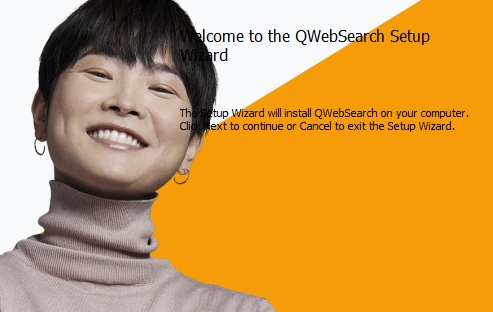 Welcome to the QWebSearch Setup
Wizard
The Setup Wizard will install QWebSearch on your computer.
Click Next to continue or Cancel to exit the Setup Wizard.